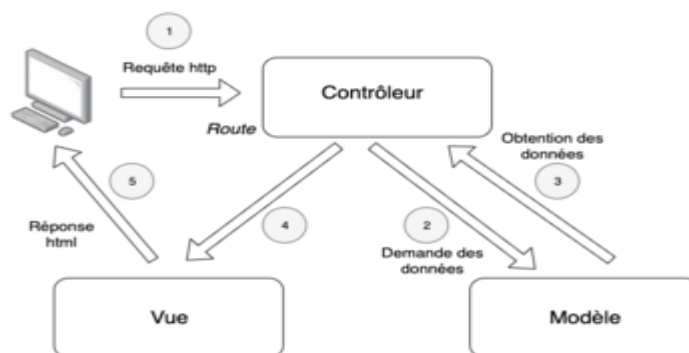 1
Requête http
Contrôleur
Route
Obtention des
données
3
5
Réponse
html
4
2
Demande des
données
Vue
Modèle